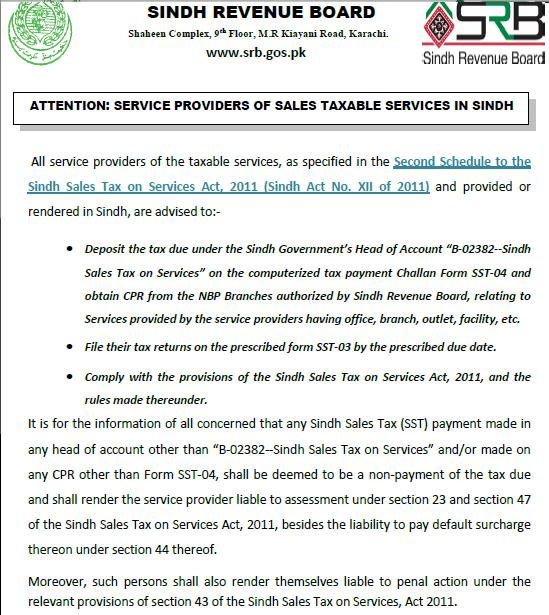 SINDH REVENUE BOARD
Shaheen Complex, 9th Floor, M.R Kiayani Road, Karachi.
www.srb.gos.pk
SRB
Sindh Revenue Board
ATTENTION: SERVICE PROVIDERS OF SALES TAXABLE SERVICES IN SINDH
All service providers of the taxable services, as specified in the Second Schedule to the
Sindh Sales Tax on Services Act, 2011 (Sindh Act No. XII of 2011) and provided or
rendered in Sindh, are advised to:-
• Deposit the tax due under the Sindh Government's Head of Account "B-02382--Sindh
Sales Tax on Services" on the computerized tax payment Challan Form SST-04 and
obtain CPR from the NBP Branches authorized by Sindh Revenue Board, relating to
Services provided by the service providers having office, branch, outlet, facility, etc.
• File their tax returns on the prescribed form SST-03 by the prescribed due date.
• Comply with the provisions of the Sindh Sales Tax on Services Act, 2011, and the
rules made thereunder.
It is for the information of all concerned that any Sindh Sales Tax (SST) payment made in
any head of account other than "B-02382--Sindh Sales Tax on Services" and/or made on
any CPR other than Form SST-04, shall be deemed to be a non-payment of the tax due
and shall render the service provider liable to assessment under section 23 and section 47
of the Sindh Sales Tax on Services Act, 2011, besides the liability to pay default surcharge
thereon under section 44 thereof.
Moreover, such persons shall also render themselves liable to penal action under the
relevant provisions of section 43 of the Sindh Sales Tax on Services, Act 2011.